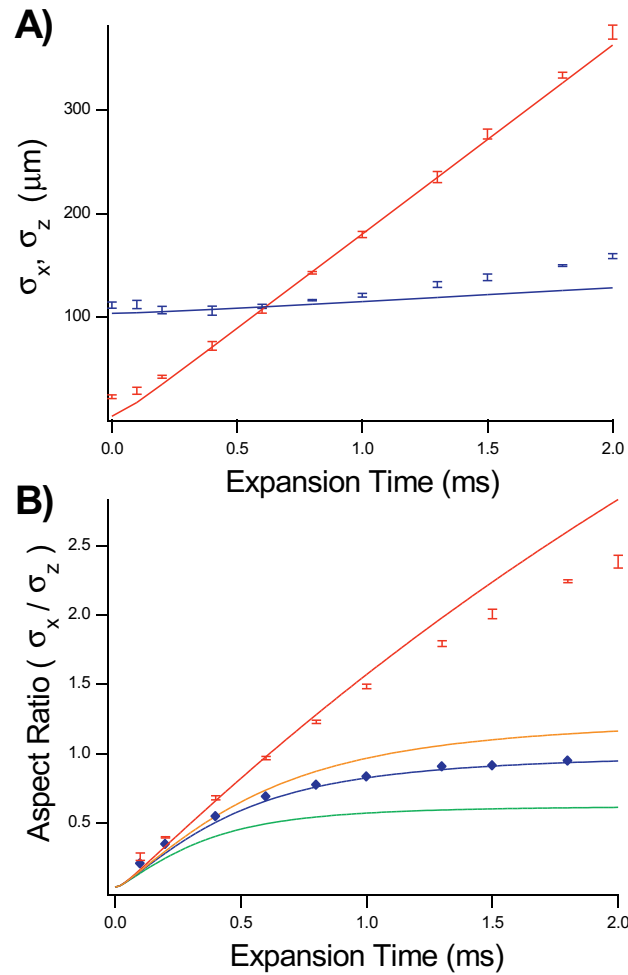 A)
300
200
100
σx, σz (μm)
0.0 0.5 1.0 1.5 2.0
Expansion Time (ms)
B)
2.5
2.0
1.5
1.0
0.5
Aspect Ratio ( σx / σz )
0.0 0.5 1.0 1.5 2.0
Expansion Time (ms)